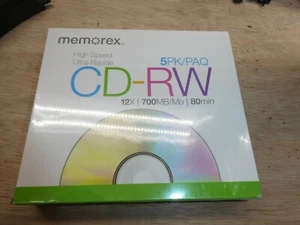 memorex
High Speed
Ultra-Rapide
5PK/PAQ
CD-RW
12X | 700MB/Mo | 80min